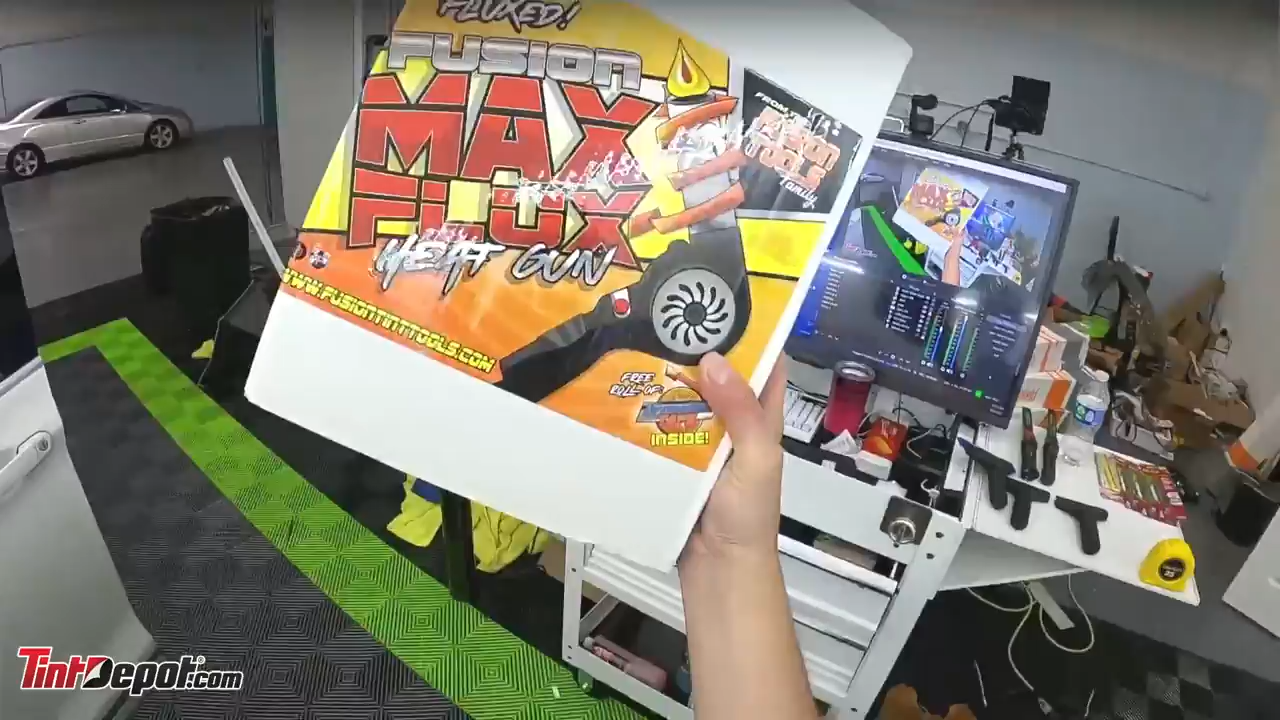 FLUXED!
FUSION
MAX
FLUX
HEAT GUN
FROM THE
FUSION
TOOLS
family
WWW.FUSIONTINTTOOLS.COM
FREE
ROLL OF
INSIDE!
TintDepot.com